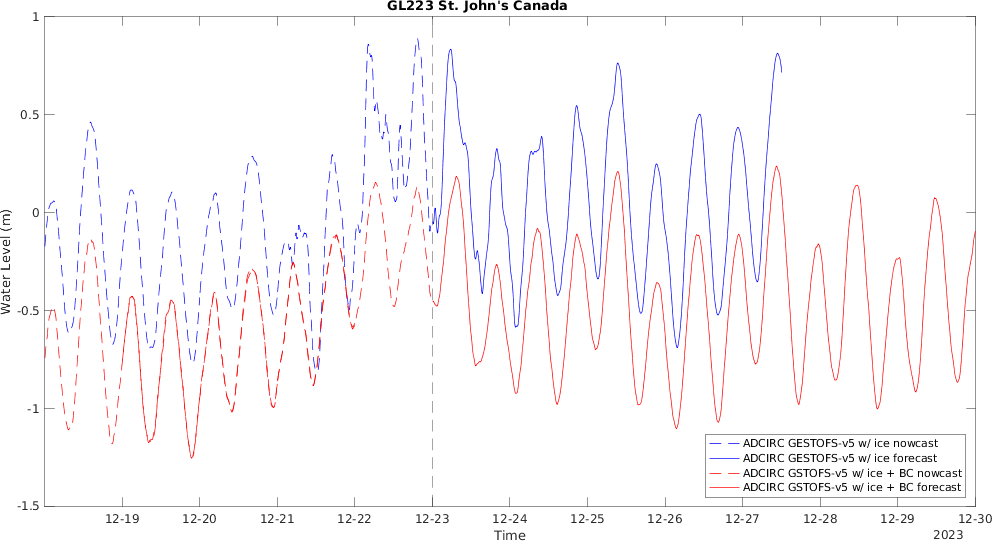 GL223 St. John's Canada
1
0.5
0
-0.5
-1
-1.5
Water Level (m)
12-19 12-20 12-21 12-22 12-23 12-24 12-25 12-26 12-27 12-28 12-29 12-30
Time
2023
ADCIRC GESTOFS-v5 w/ ice nowcast
ADCIRC GESTOFS-v5 w/ ice forecast
ADCIRC GSTOFS-v5 w/ ice + BC nowcast
ADCIRC GSTOFS-v5 w/ ice + BC forecast